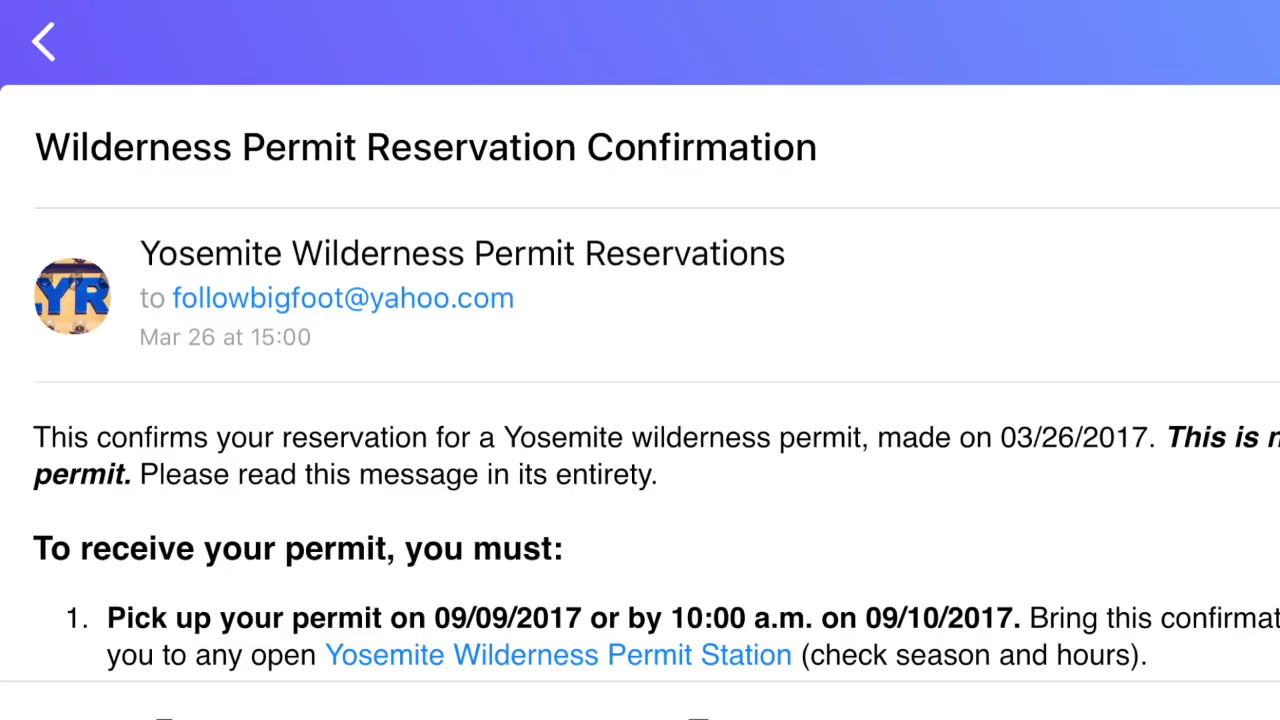 Wilderness Permit Reservation Confirmation
Yosemite Wilderness Permit Reservations
YR
to followbigfoot@yahoo.com
Mar 26 at 15:00
This confirms your reservation for a Yosemite wilderness permit, made on 03/26/2017. This is
permit. Please read this message in its entirety.
To receive your permit, you must:
1. Pick up your permit on 09/09/2017 or by 10:00 a.m. on 09/10/2017. Bring this confirmat
you to any open Yosemite Wilderness Permit Station (check season and hours).